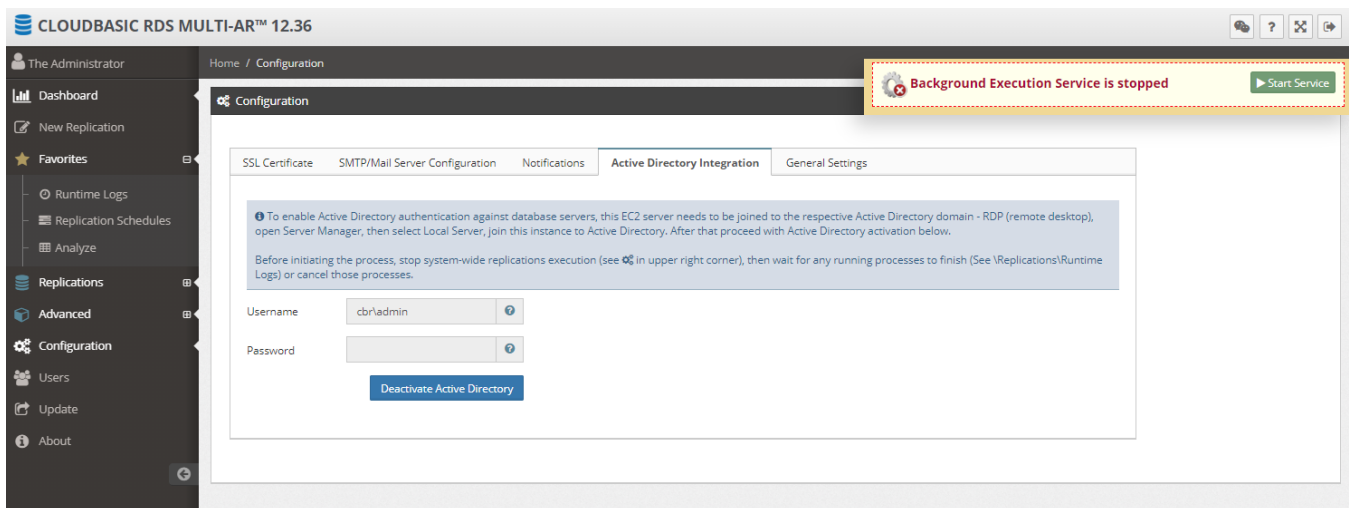 CLOUDBASIC RDS MULTI-AR™ 12.36
?
The Administrator
Home / Configuration
Background Execution Service is stopped
Start Service
Dashboard
Configuration
New Replication
Favorites
SSL Certificate
SMTP/Mail Server Configuration
Notifications
Active Directory Integration
General Settings
Runtime Logs
Replication Schedules
Analyze
To enable Active Directory authentication against database servers, this EC2 server needs to be joined to the respective Active Directory domain - RDP (remote desktop),
open Server Manager, then select Local Server, join this instance to Active Directory. After that proceed with Active Directory activation below.
Before initiating the process, stop system-wide replications execution (see in upper right corner), then wait for any running processes to finish (See \Replications\Runtime
Logs) or cancel those processes.
Replications
Advanced
Configuration
Users
Update
About
Username
cbr\admin
Password
Deactivate Active Directory